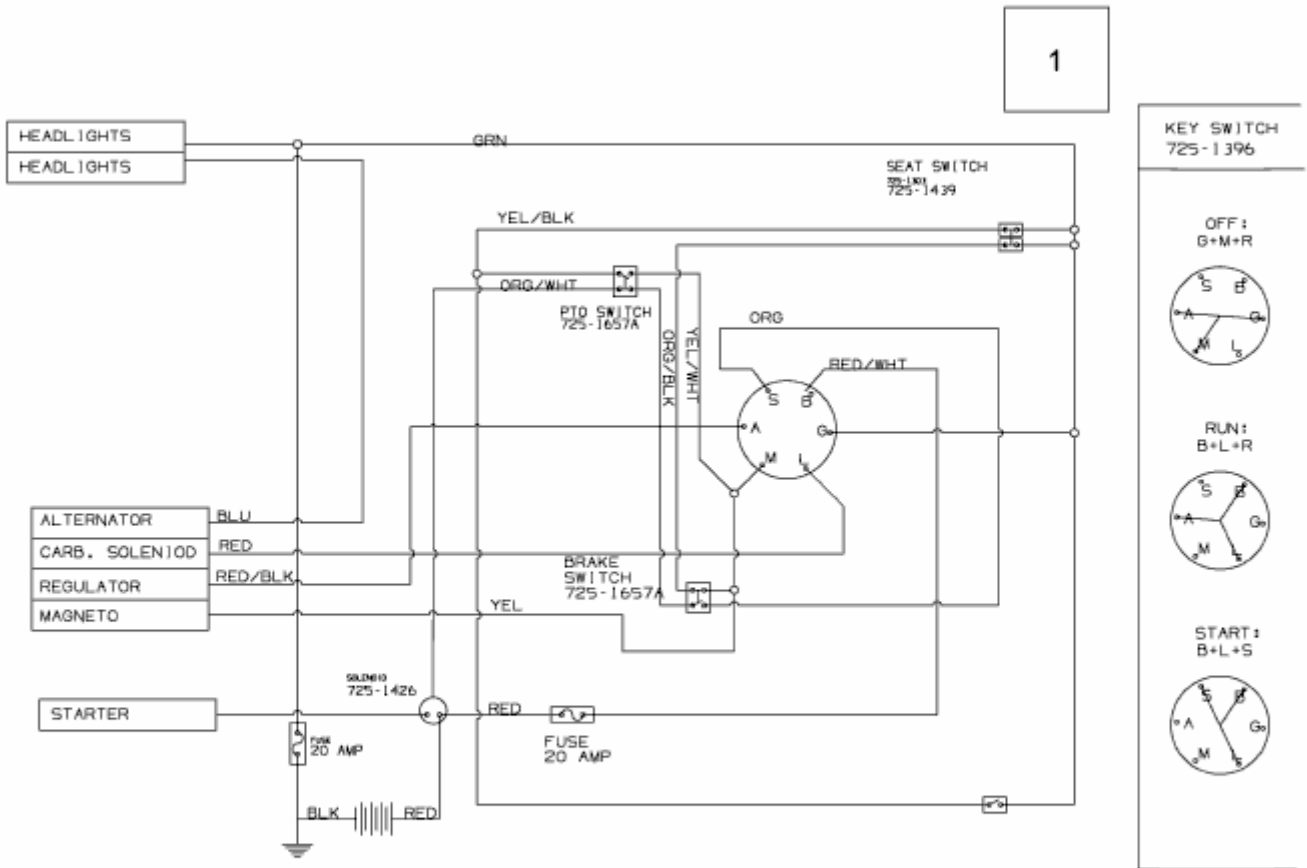 1
HEADLIGHTS
HEADLIGHTS
GRN
SEAT SWITCH
725-1439
YEL/BLK
ORG/WHT
PTO SWITCH
725-1657A
ORG/BLK
YEL/WHT
ORG
RED/WHT
S
B
A
G
M
L
ALTERNATOR
BLU
CARB. SOLENIOD
RED
REGULATOR
RED/BLK
MAGNETO
YEL
BRAKE
SWITCH
725-1657A
SOLENOID
725-1426
STARTER
RED
FUSE
20 AMP
FUSE
20 AMP
BLK
RED
KEY SWITCH
725-1396
OFF:
G+M+R
S
B
A
G
M
L
RUN:
B+L+R
S
B
A
G
M
L
START:
B+L+S
S
B
A
G
M
L